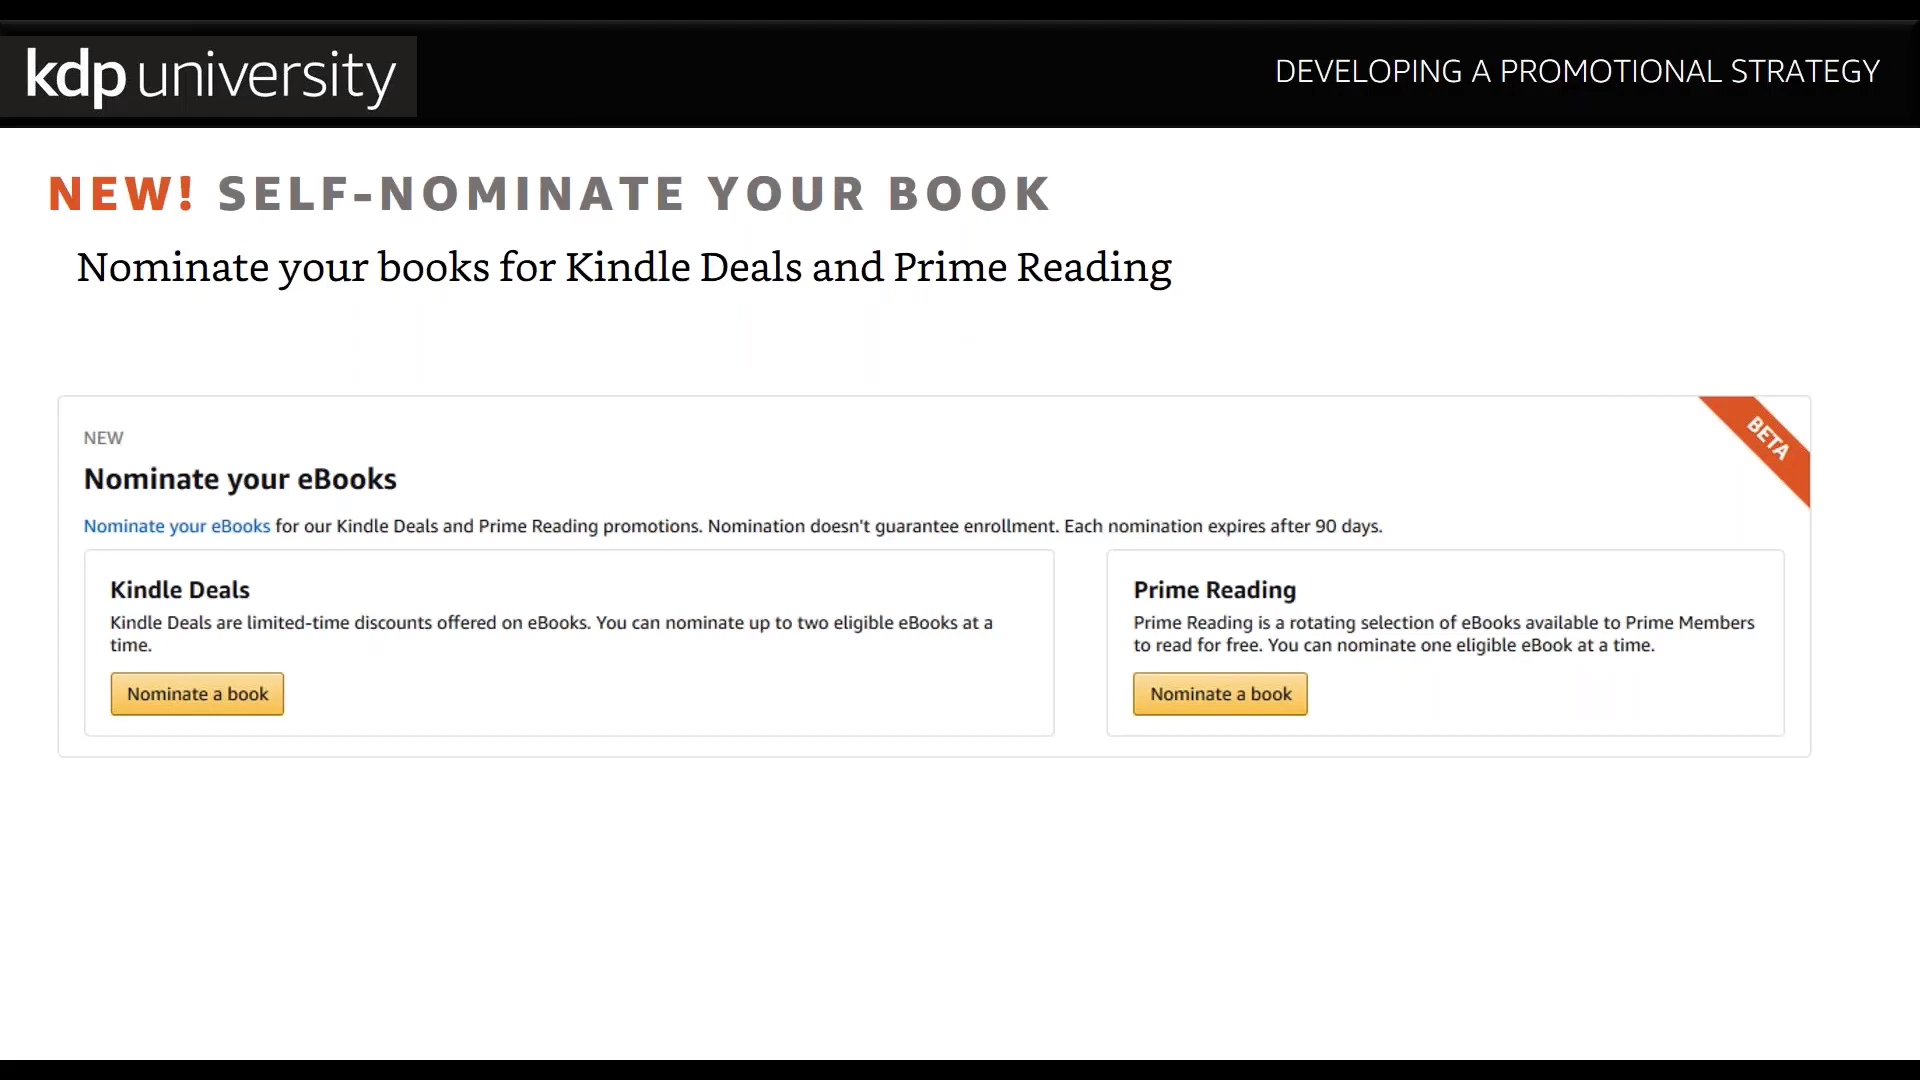 kdp university
DEVELOPING A PROMOTIONAL STRATEGY
NEW! SELF-NOMINATE YOUR BOOK
Nominate your books for Kindle Deals and Prime Reading
BETA
NEW
Nominate your eBooks
Nominate your eBooks for our Kindle Deals and Prime Reading promotions. Nomination doesn't guarantee enrollment. Each nomination expires after 90 days.
Kindle Deals
Kindle Deals are limited-time discounts offered on eBooks. You can nominate up to two eligible eBooks at a
time.
Nominate a book
Prime Reading
Prime Reading is a rotating selection of eBooks available to Prime Members
to read for free. You can nominate one eligible eBook at a time.
Nominate a book